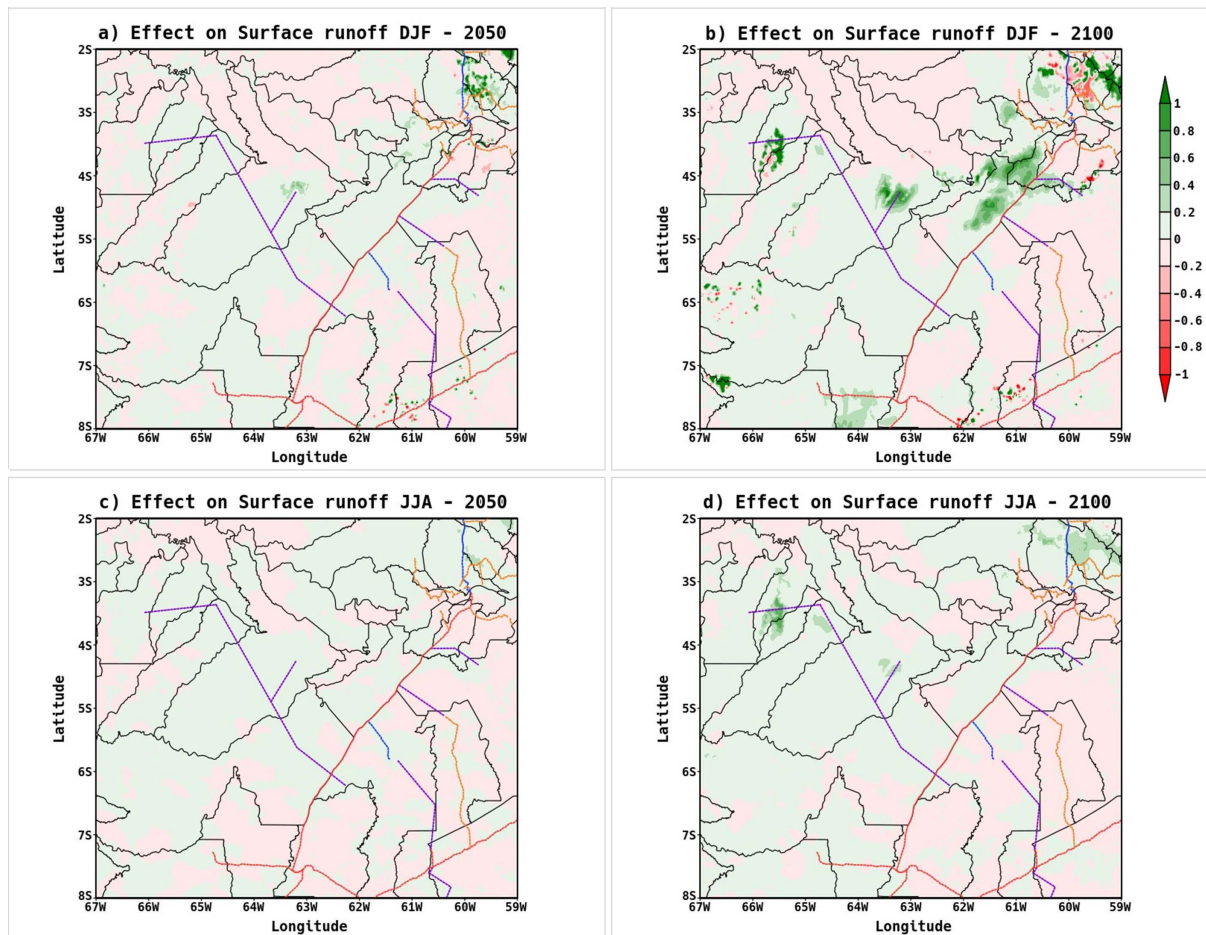 a) Effect on Surface runoff DJF - 2050
2S
3S
4S
5S
6S
7S
8S
Latitude
67W 66W 65W 64W 63W 62W 61W 60W 59W
Longitude
b) Effect on Surface runoff DJF - 2100
2S
3S
4S
5S
6S
7S
8S
Latitude
67W 66W 65W 64W 63W 62W 61W 60W 59W
Longitude
1
0.8
0.6
0.4
0.2
0
-0.2
-0.4
-0.6
-0.8
-1
c) Effect on Surface runoff JJA - 2050
2S
3S
4S
5S
6S
7S
8S
Latitude
67W 66W 65W 64W 63W 62W 61W 60W 59W
Longitude
d) Effect on Surface runoff JJA - 2100
2S
3S
4S
5S
6S
7S
8S
Latitude
67W 66W 65W 64W 63W 62W 61W 60W 59W
Longitude